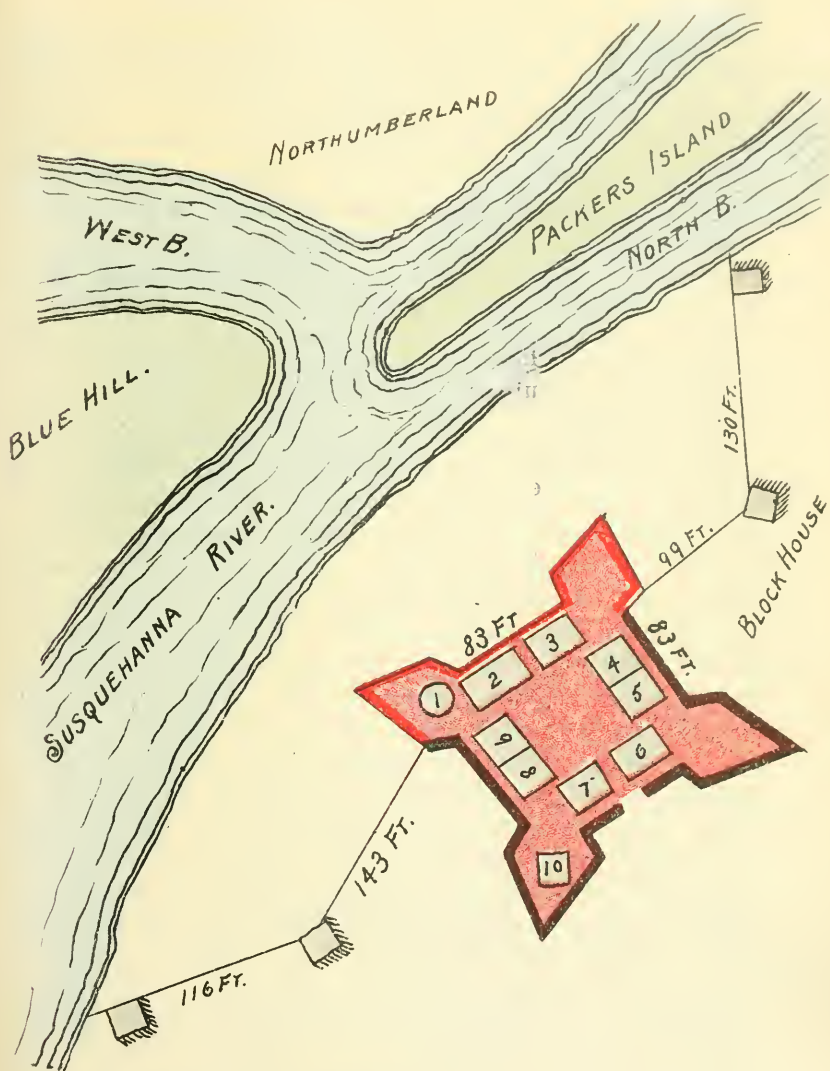 NORTHUMBERLAND
PACKERS ISLAND
WEST B.
NORTH B.
BLUE HILL.
SUSQUEHANNA RIVER.
130 FT.
99 FT.
BLOCK HOUSE
83 FT
83 FT.
1
2
3
4
5
6
7
8
9
10
143 FT.
116 FT.